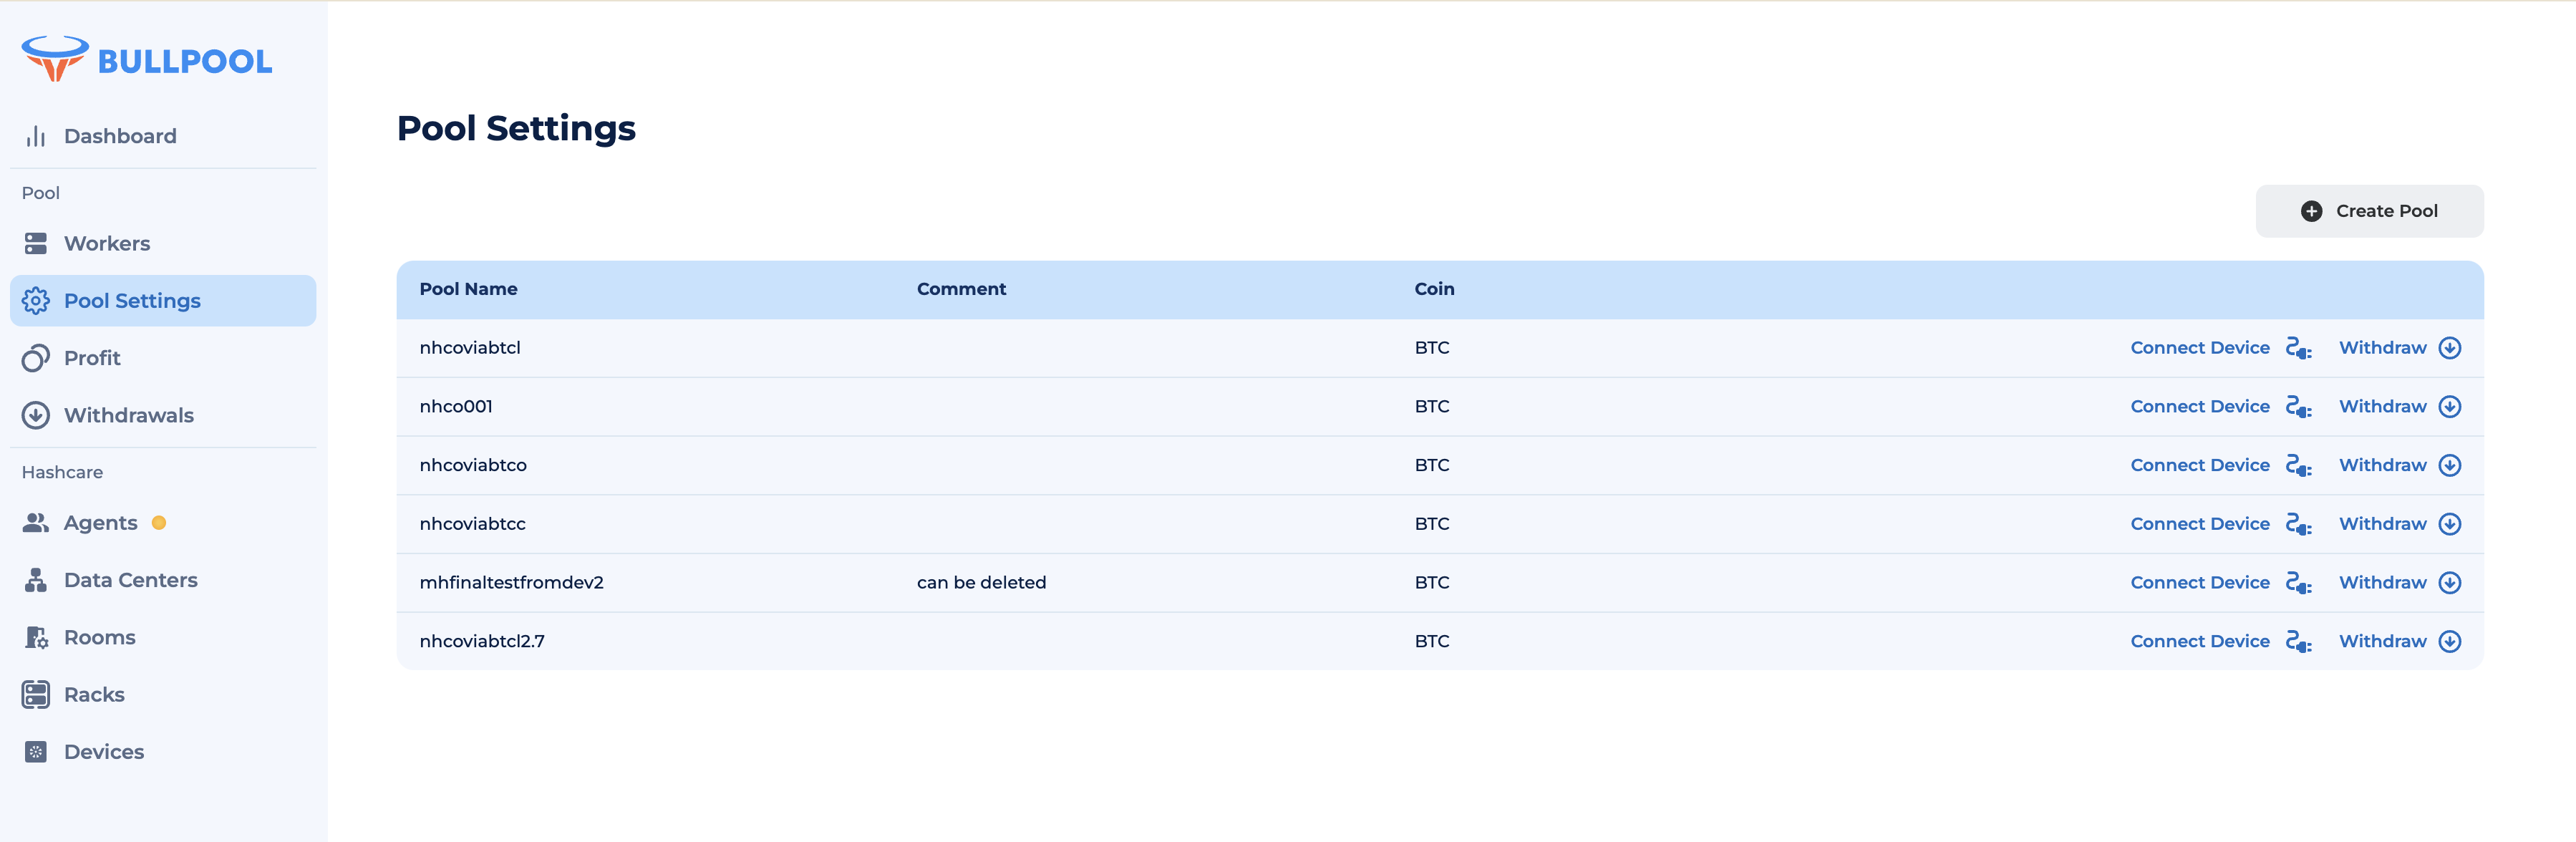 BULLPOOL
Dashboard
Pool
Workers
Pool Settings
Profit
Withdrawals
Hashcare
Agents
Data Centers
Rooms
Racks
Devices
Pool Settings
Create Pool
Pool Name Comment Coin
nhcoviabtcl BTC Connect Device Withdraw
nhco001 BTC Connect Device Withdraw
nhcoviabtco BTC Connect Device Withdraw
nhcoviabtcc BTC Connect Device Withdraw
mhfinaltestfromdev2 can be deleted BTC Connect Device Withdraw
nhcoviabtcl2.7 BTC Connect Device Withdraw